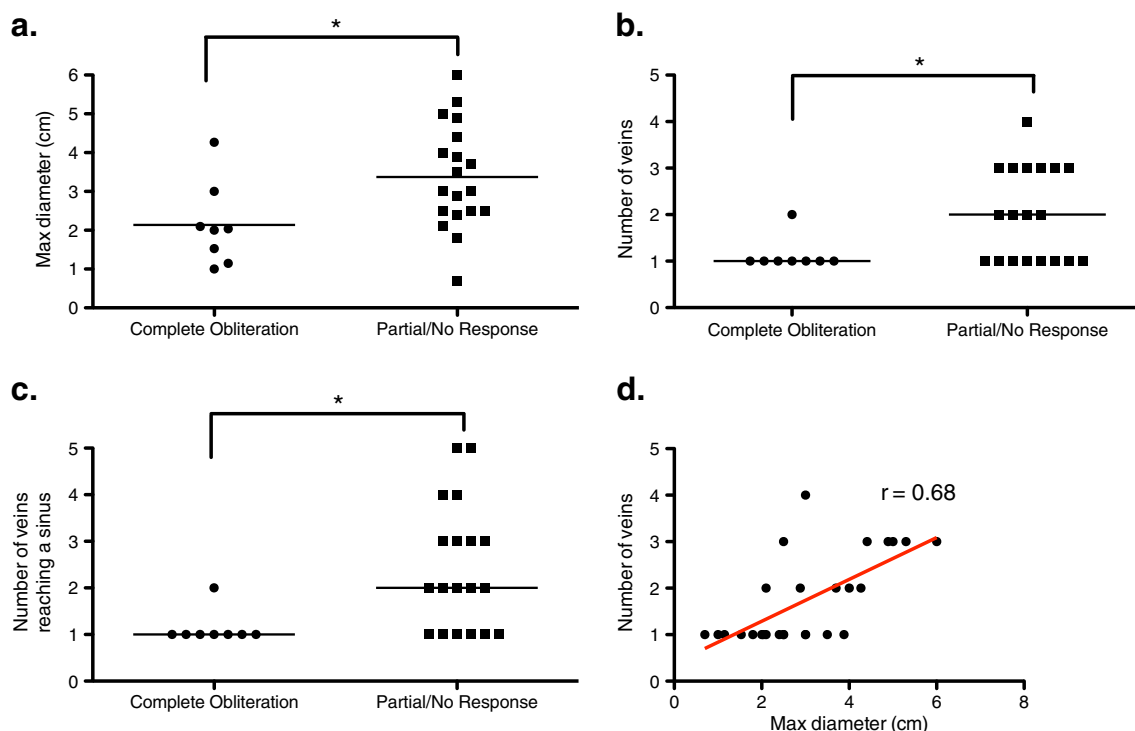 a.
*
Max diameter (cm)
6
5
4
3
2
1
0
Complete Obliteration
Partial/No Response
b.
*
Number of veins
5
4
3
2
1
0
Complete Obliteration
Partial/No Response
c.
*
Number of veins
reaching a sinus
5
4
3
2
1
0
Complete Obliteration
Partial/No Response
d.
r = 0.68
Number of veins
5
4
3
2
1
0
0 2 4 6 8
Max diameter (cm)